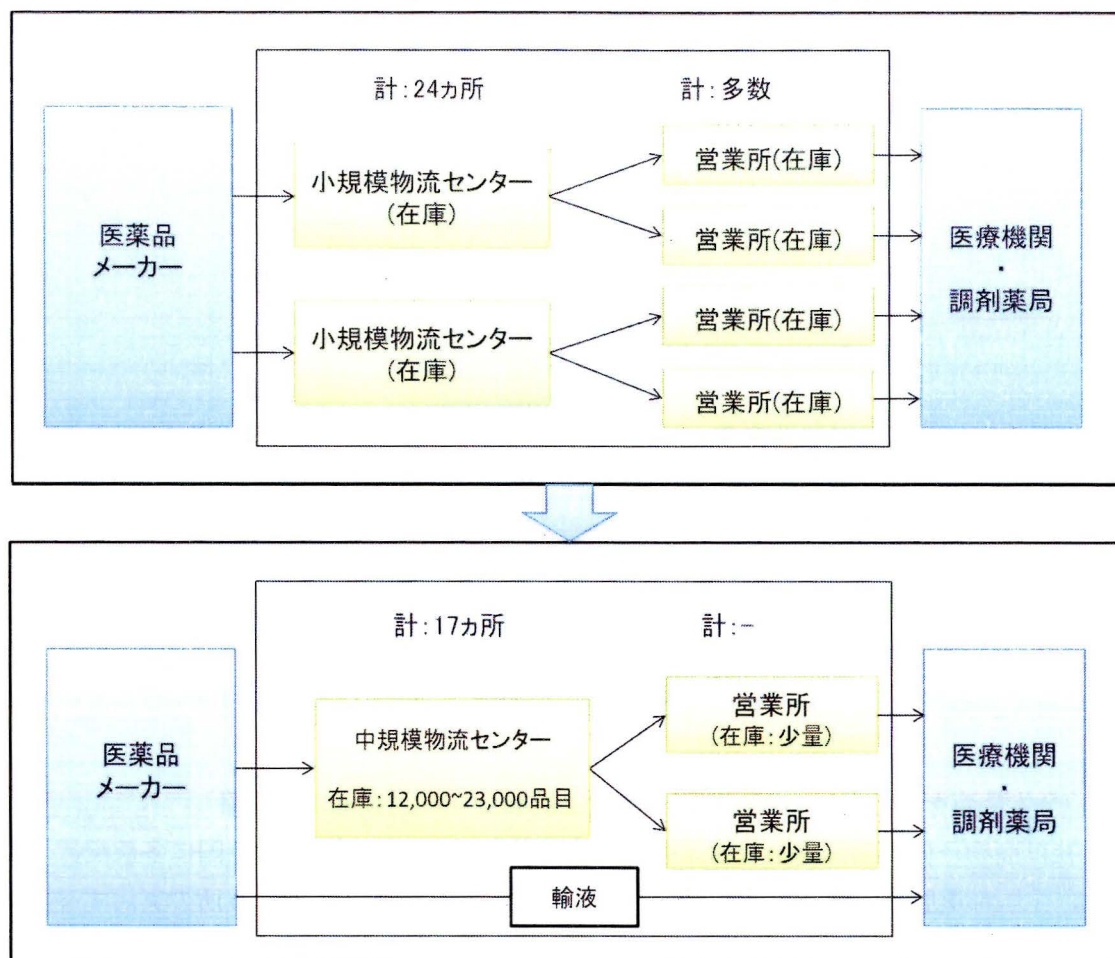 計:24ヵ所
計:多数
医薬品
メーカー
小規模物流センター
(在庫)
小規模物流センター
(在庫)
営業所(在庫)
営業所(在庫)
営業所(在庫)
営業所(在庫)
医療機関
・
調剤薬局
計:17ヵ所
計:-
医薬品
メーカー
中規模物流センター
在庫:12,000~23,000品目
営業所
(在庫:少量)
営業所
(在庫:少量)
輸液
医療機関
・
調剤薬局